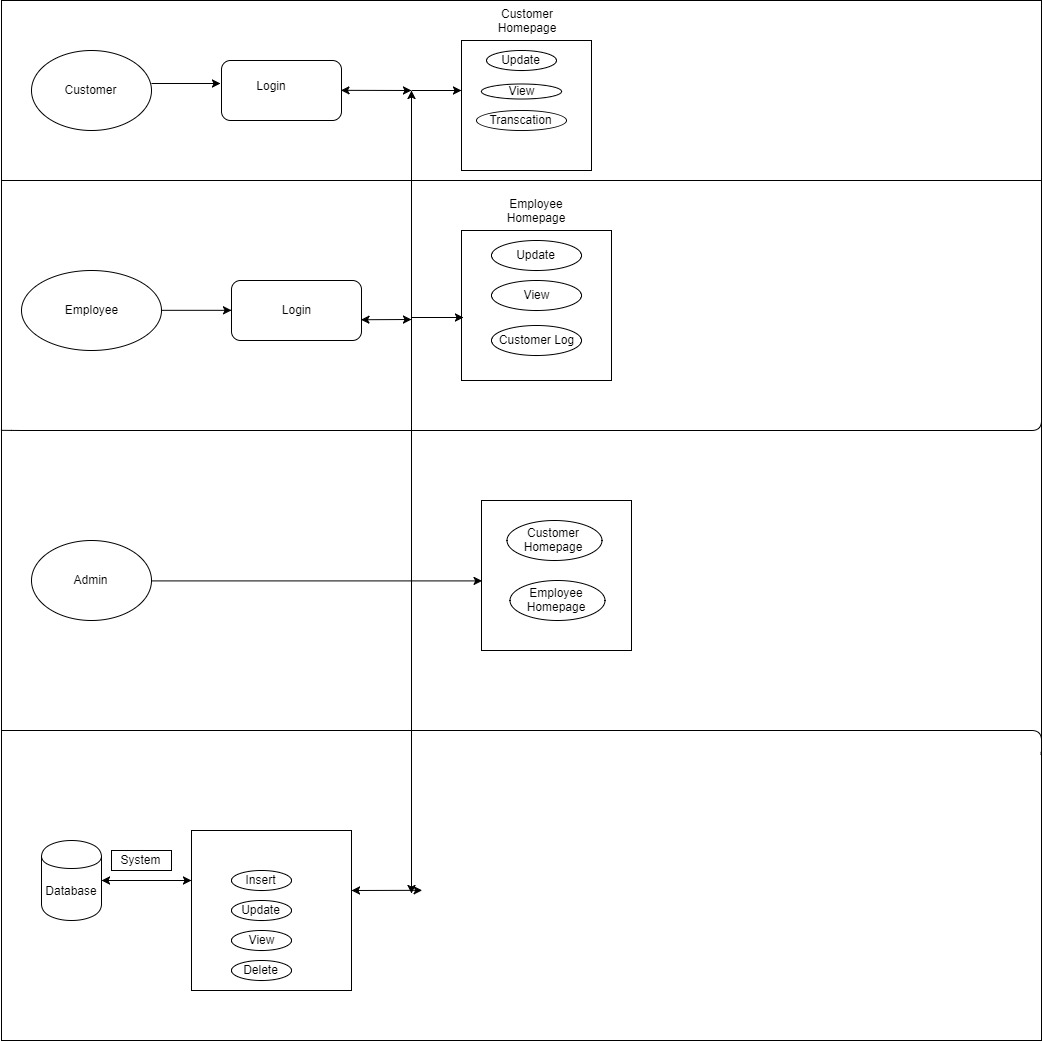 Customer
Homepage
Customer
Login
Update
View
Transcation
Employee
Homepage
Employee
Login
Update
View
Customer Log
Admin
Customer
Homepage
Employee
Homepage
Database
System
Insert
Update
View
Delete